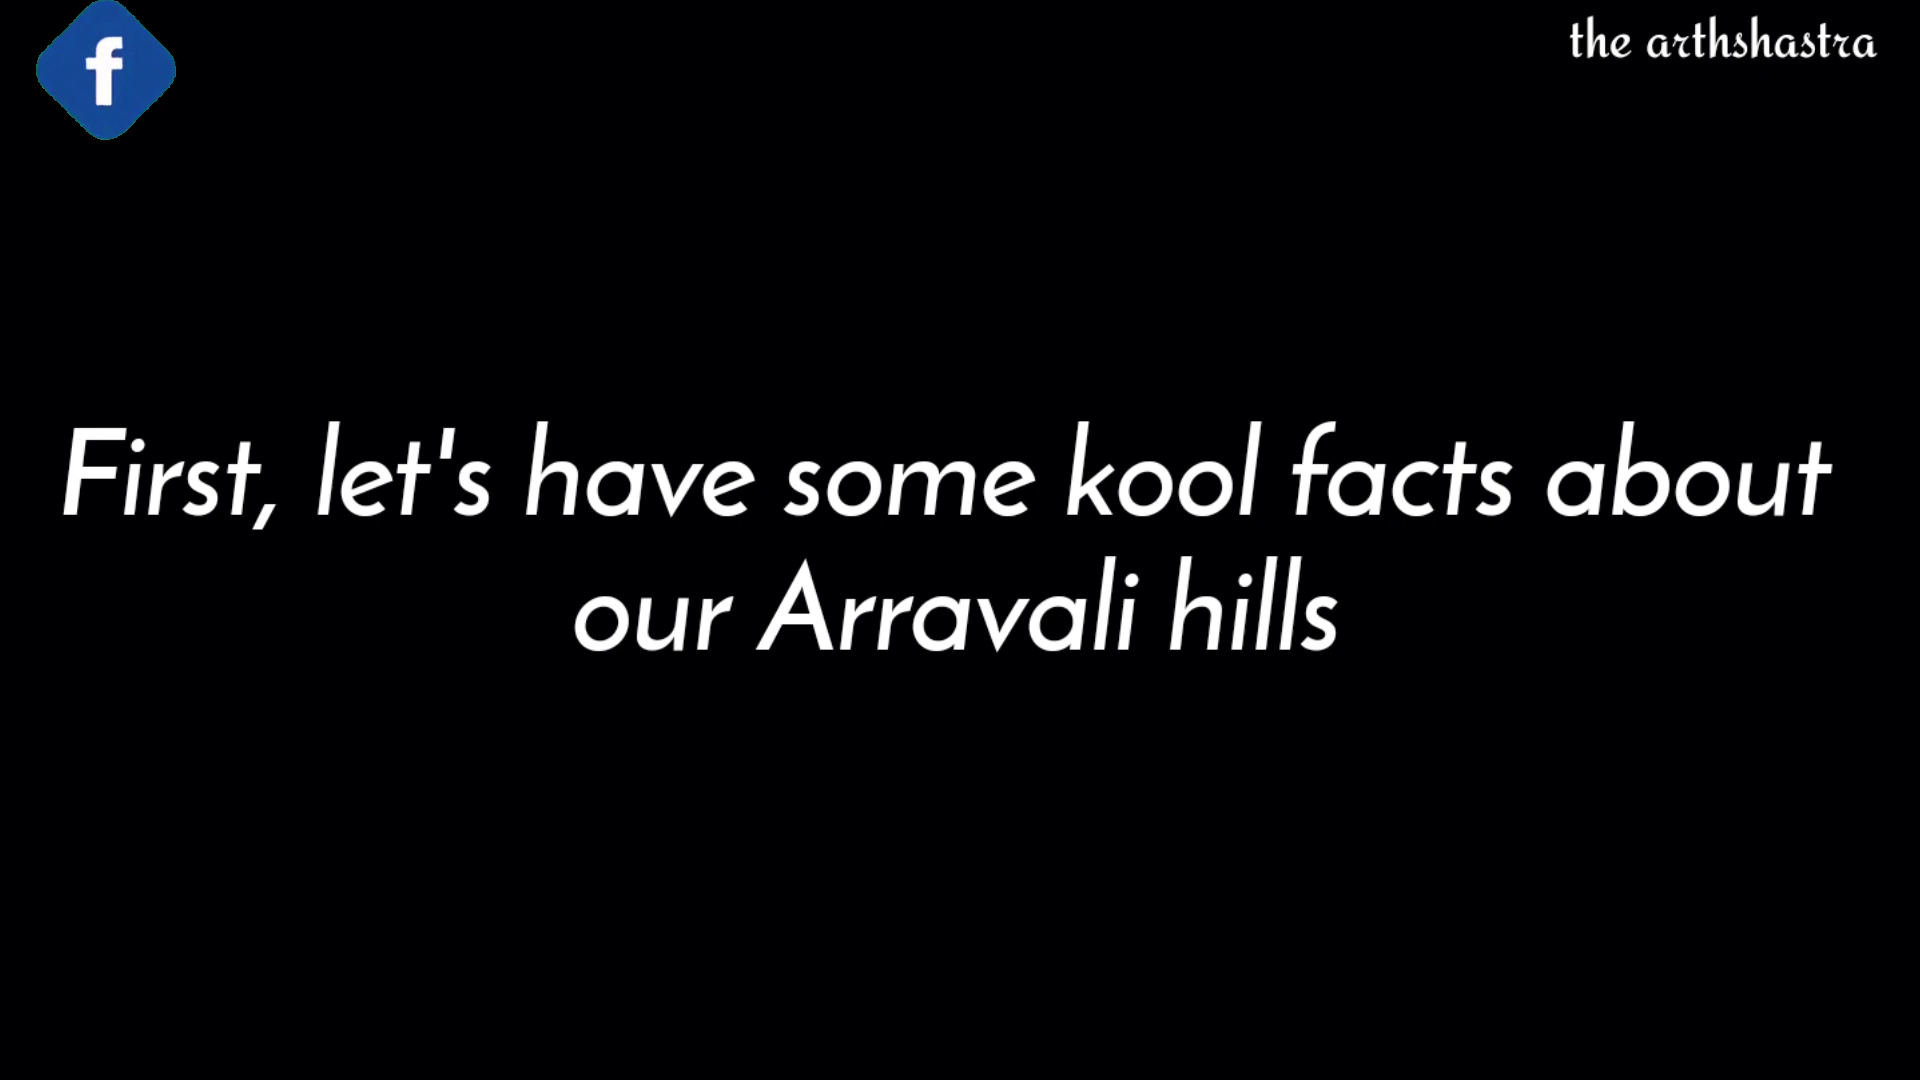 f
the arthshastra
First, let's have some kool facts about
our Arravali hills